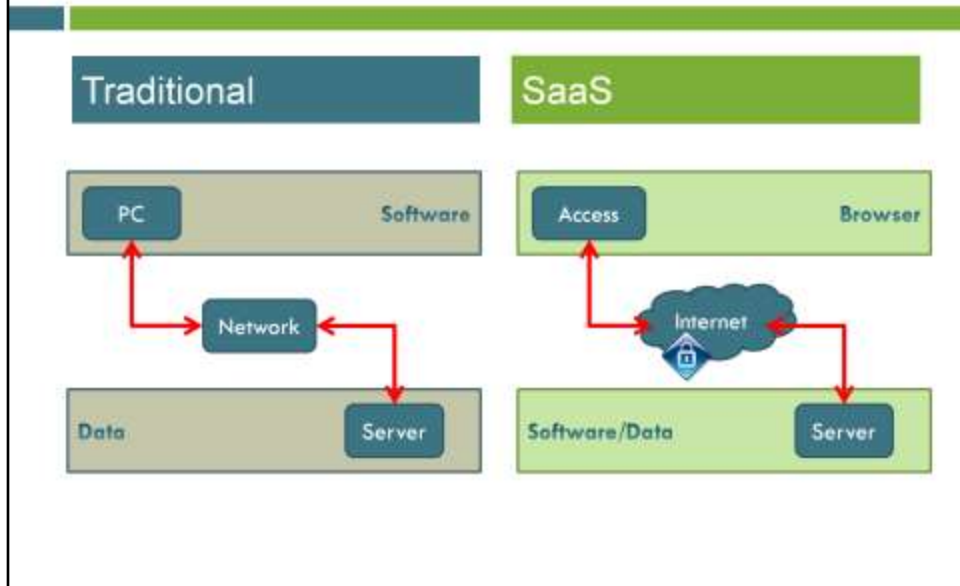 Traditional
SaaS
PC
Software
Network
Data
Server
Access
Browser
Internet
Software/Data
Server